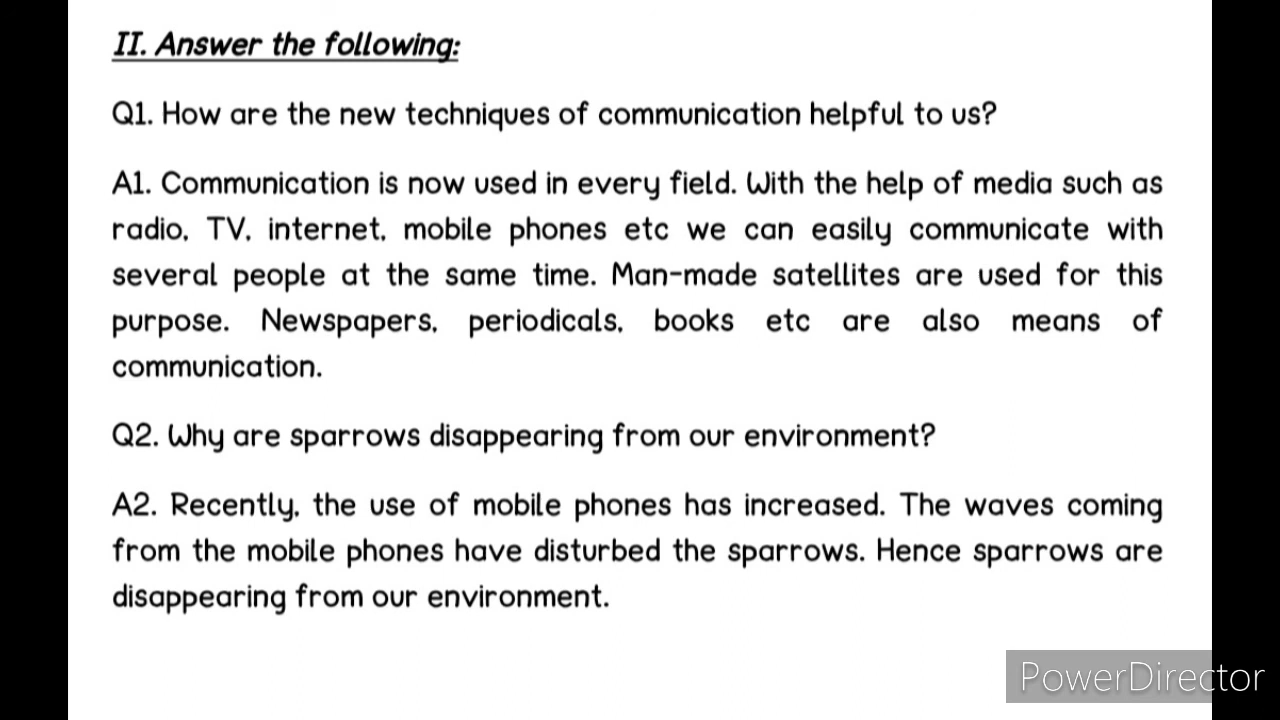 II. Answer the following:
Q1. How are the new techniques of communication helpful to us?
A1. Communication is now used in every field. With the help of media such as
radio, TV, internet, mobile phones etc we can easily communicate with
several people at the same time. Man-made satellites are used for this
purpose. Newspapers, periodicals, books etc are also means of
communication.
Q2. Why are sparrows disappearing from our environment?
A2. Recently, the use of mobile phones has increased. The waves coming
from the mobile phones have disturbed the sparrows. Hence sparrows are
disappearing from our environment.
PowerDirector